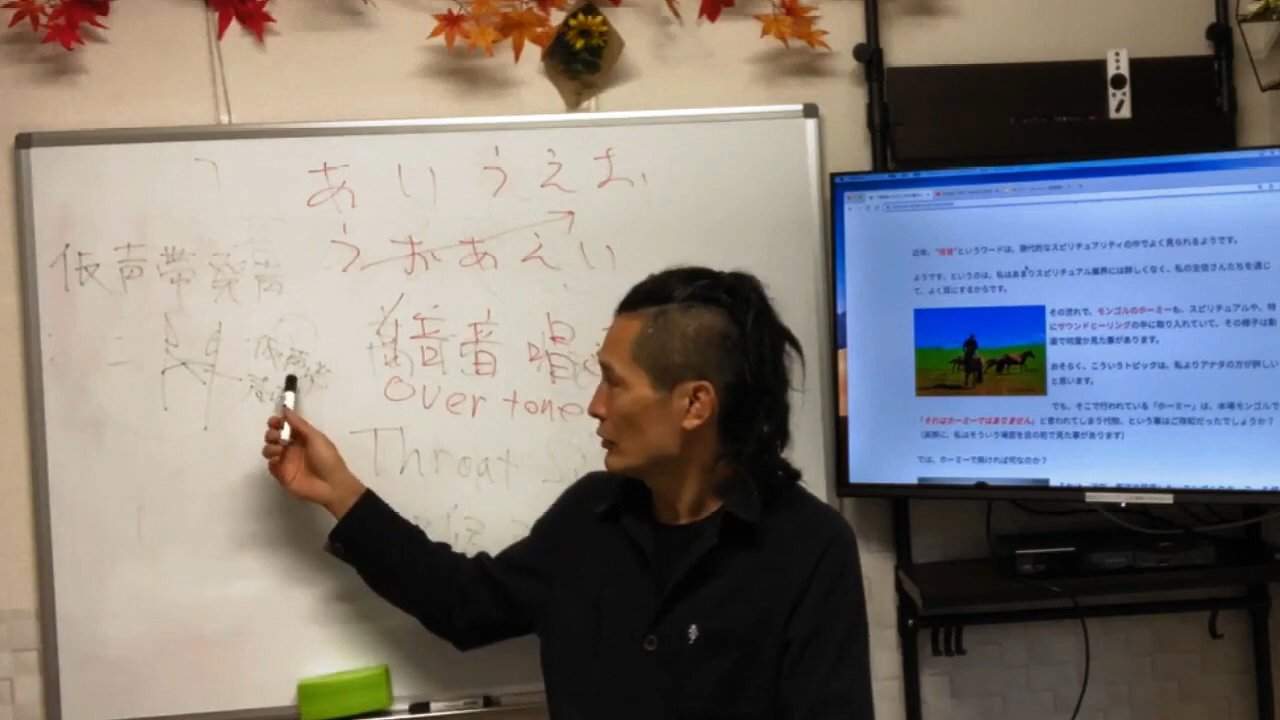 あいうえお
うおあえい
仮声帯発声
倍音唱
仮声帯
Overtone
Throat
近年、"倍音"というワードは、現代的なスピリチュアリティの中でよく見られるようです。
ようです、というのは、私はあまりスピリチュアル業界には詳しくなく、私の生徒さんたちを通じ
て、よく耳にするからです。
その流れで、モンゴルのホーミーも、スピリチュアルや、特
にサウンドヒーリングの中に取り入れていて、その様子は動
画で何度か見た事があります。
おそらく、こういうトピックは、私よりアナタの方が詳しい
と思います。
でも、そこで行われている「ホーミー」は、本場モンゴルで
「それはホーミーではありません」と言われてしまう代物、という事はご存知だったでしょうか？
（実際に、私はそういう場面を目の前で見た事があります）
では、ホーミーで無ければ何なのか？